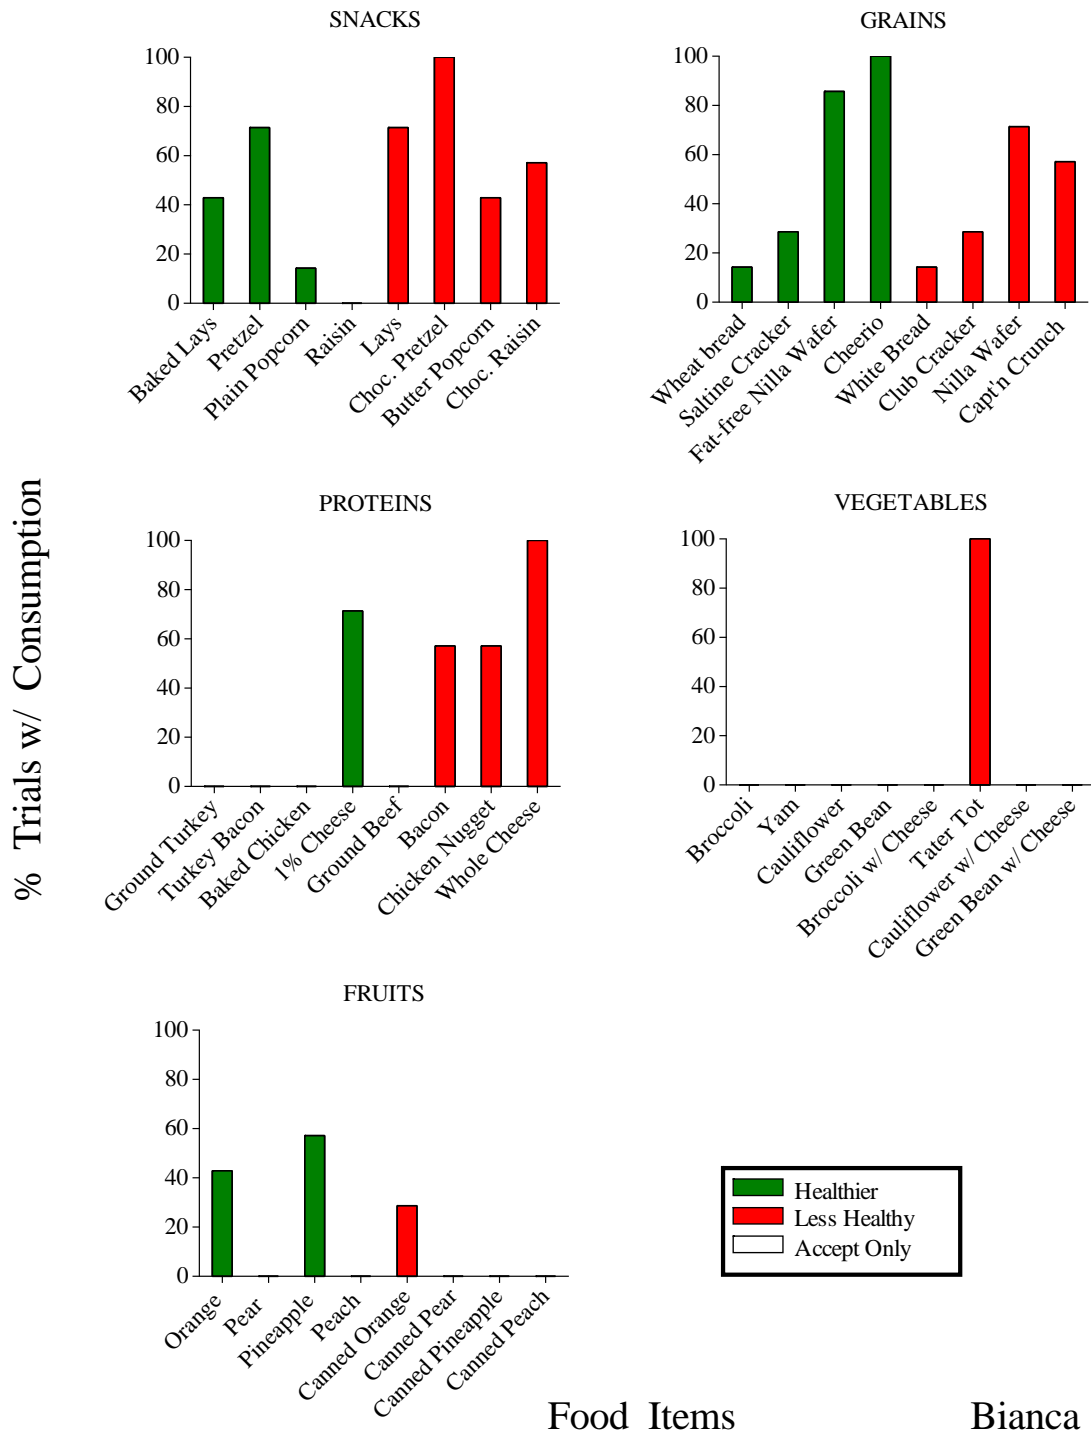 SNACKS
100
80
60
40
20
0
Baked Lays
Pretzel
Plain Popcorn
Raisin
Lays
Choc. Pretzel
Butter Popcorn
Choc. Raisin
GRAINS
100
80
60
40
20
0
Wheat bread
Saltine Cracker
Fat-free Nilla Wafer
Cheerio
White Bread
Club Cracker
Nilla Wafer
Capt'n Crunch
% Trials w/ Consumption
PROTEINS
100
80
60
40
20
0
Ground Turkey
Turkey Bacon
Baked Chicken
1% Cheese
Ground Beef
Bacon
Chicken Nugget
Whole Cheese
VEGETABLES
100
80
60
40
20
0
Broccoli
Yam
Cauliflower
Green Bean
Broccoli w/ Cheese
Tater Tot
Cauliflower w/ Cheese
Green Bean w/ Cheese
FRUITS
100
80
60
40
20
0
Orange
Pear
Pineapple
Peach
Canned Orange
Canned Pear
Canned Pineapple
Canned Peach
Healthier
Less Healthy
Accept Only
Food Items
Bianca